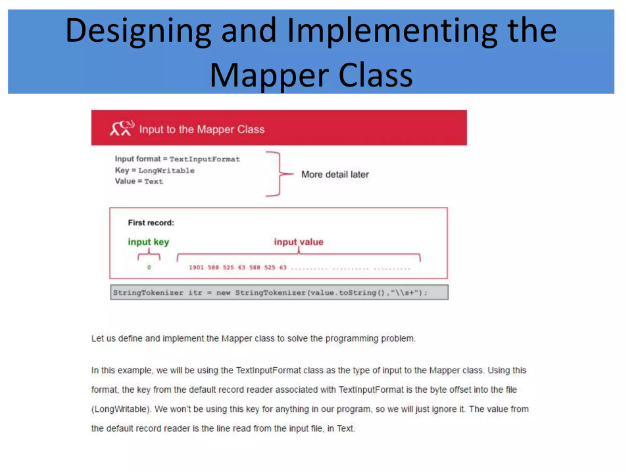 Designing and Implementing the
Mapper Class
Input to the Mapper Class
Input format = TextInputFormat
Key = LongWritable
Value = Text
More detail later
First record:
input key
input value
0
1901 588 525 63 588 525 63 .......... .......... ..........
StringTokenizer itr = new StringTokenizer(value.toString(),"\\s+");
Let us define and implement the Mapper class to solve the programming problem.
In this example, we will be using the TextInputFormat class as the type of input to the Mapper class. Using this
format, the key from the default record reader associated with TextInputFormat is the byte offset into the file
(LongWritable). We won't be using this key for anything in our program, so we will just ignore it. The value from
the default record reader is the line read from the input file, in Text.